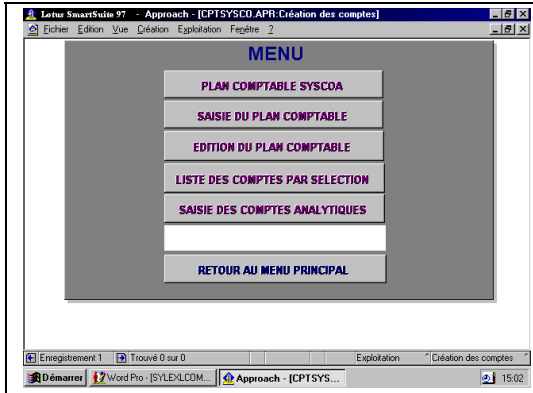 Lotus SmartSuite 97 - Approach - [CPTSYSCO.APR:Création des comptes]
Fichier Edition Vue Création Exploitation Fenêtre ?
MENU
PLAN COMPTABLE SYSCOA
SAISIE DU PLAN COMPTABLE
EDITION DU PLAN COMPTABLE
LISTE DES COMPTES PAR SELECTION
SAISIE DES COMPTES ANALYTIQUES
RETOUR AU MENU PRINCIPAL
Enregistrement 1 Trouvé 0 sur 0 Exploitation Création des comptes
Démarrer Word Pro - [SYLEXLCOM... Approach - [CPTSYS... 15:02